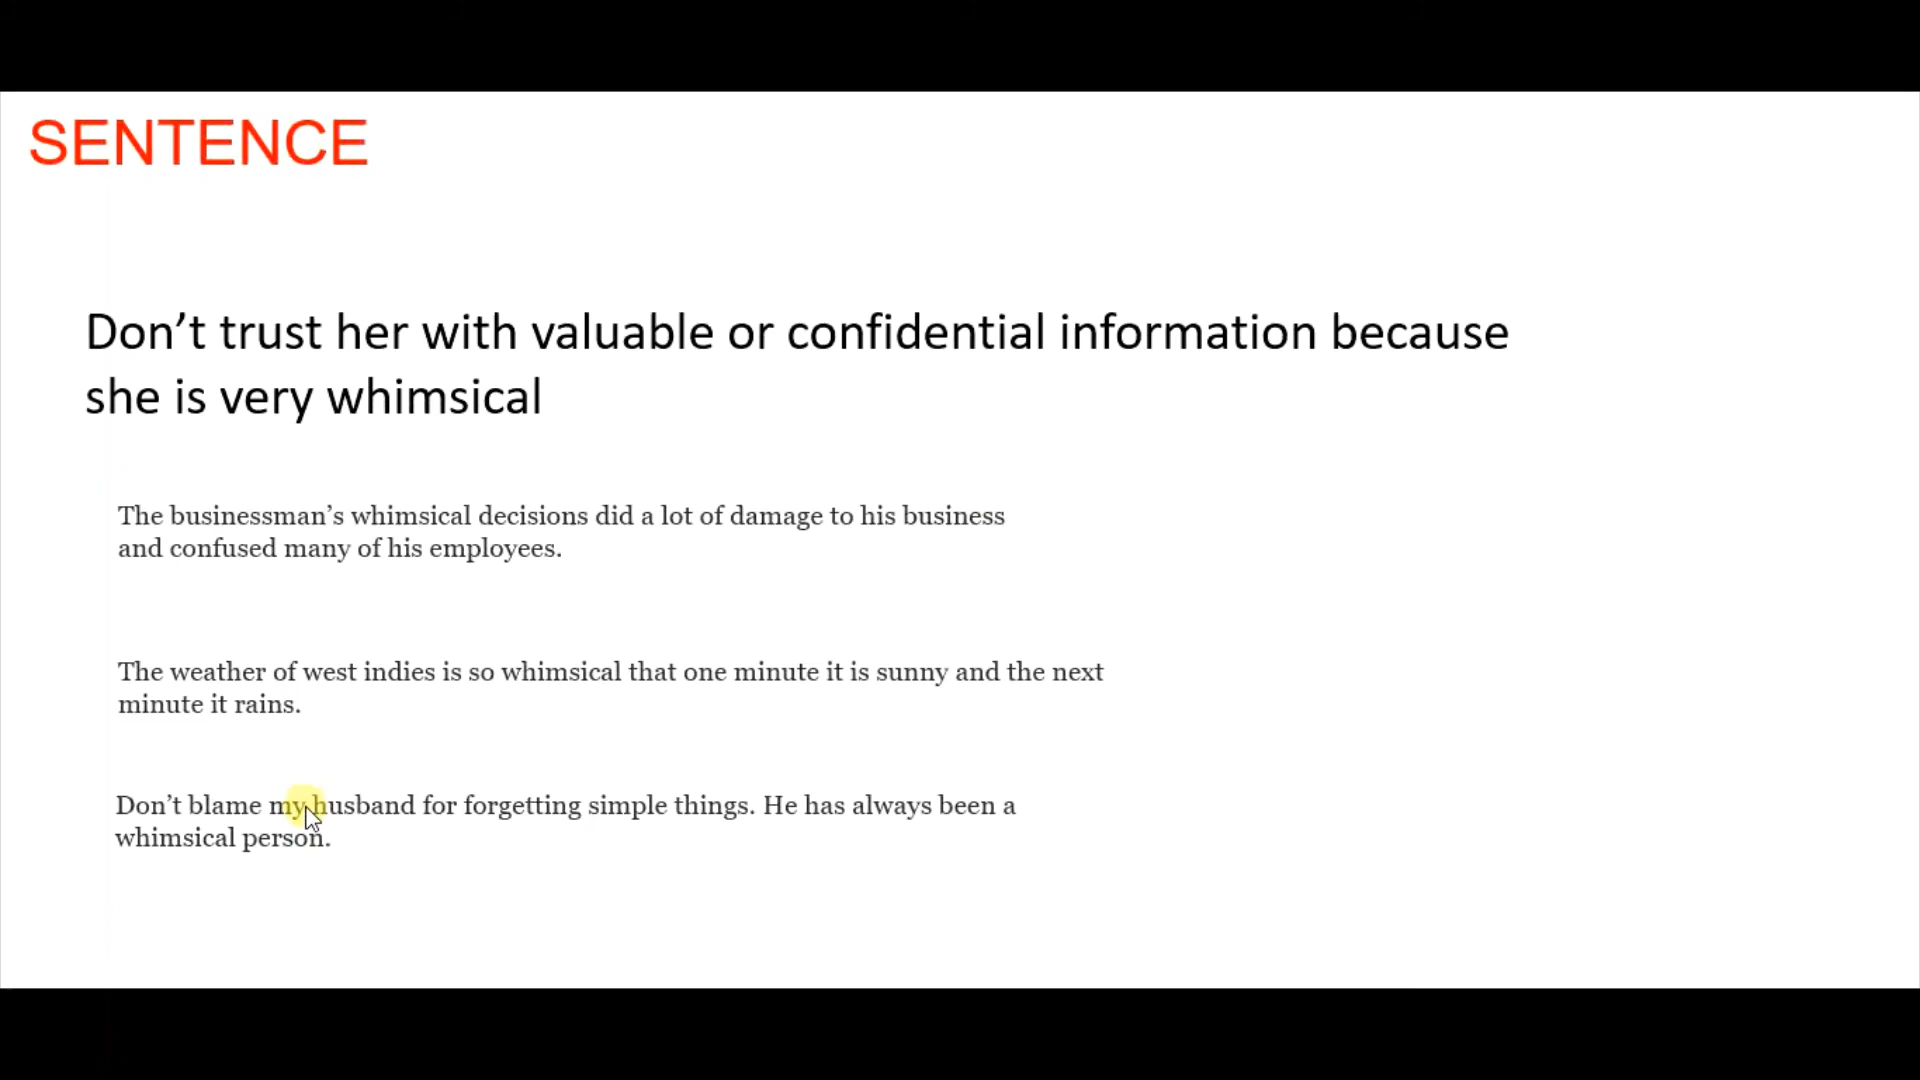 SENTENCE
Don’t trust her with valuable or confidential information because
she is very whimsical
The businessman’s whimsical decisions did a lot of damage to his business
and confused many of his employees.
The weather of west indies is so whimsical that one minute it is sunny and the next
minute it rains.
Don’t blame my husband for forgetting simple things. He has always been a
whimsical person.